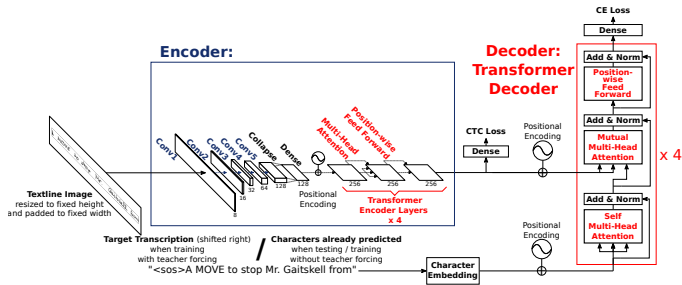 CE Loss
Dense
Encoder:
Decoder:
Transformer
Decoder
Add & Norm
Position-
wise
Feed
Forward
Add & Norm
Mutual
Multi-Head
Attention
x 4
Add & Norm
Self
Multi-Head
Attention
Conv1
Conv2
Conv3
Conv4
Conv5
Collapse
Dense
8
16
32
64
128
128
Positional
Encoding
Multi-Head
Attention
Position-wise
Feed Forward
256
256
256
Transformer
Encoder Layers
x 4
CTC Loss
Dense
Positional
Encoding
Positional
Encoding
Textline Image
resized to fixed height
and padded to fixed width
Target Transcription (shifted right)
when training
with teacher forcing
/
Characters already predicted
when testing / training
without teacher forcing
"<sos>A MOVE to stop Mr. Gaitskell from"
Character
Embedding